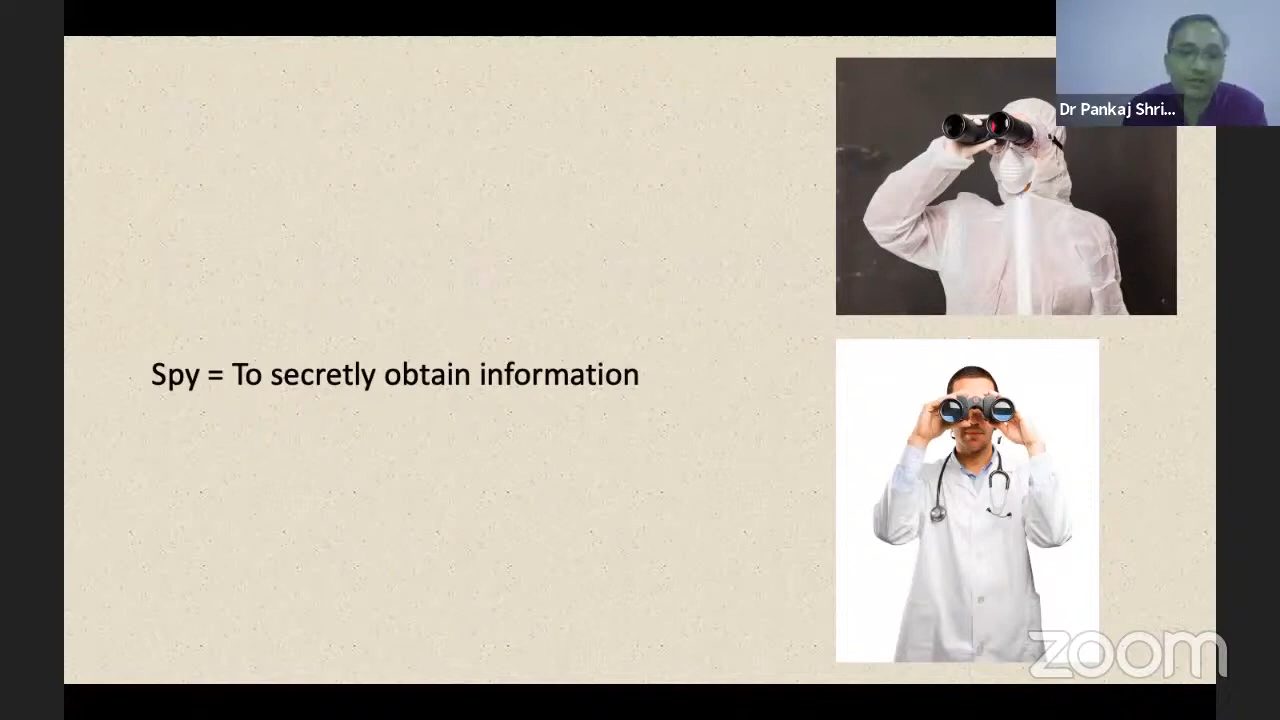 Dr Pankaj Shri...
Spy = To secretly obtain information
zoom